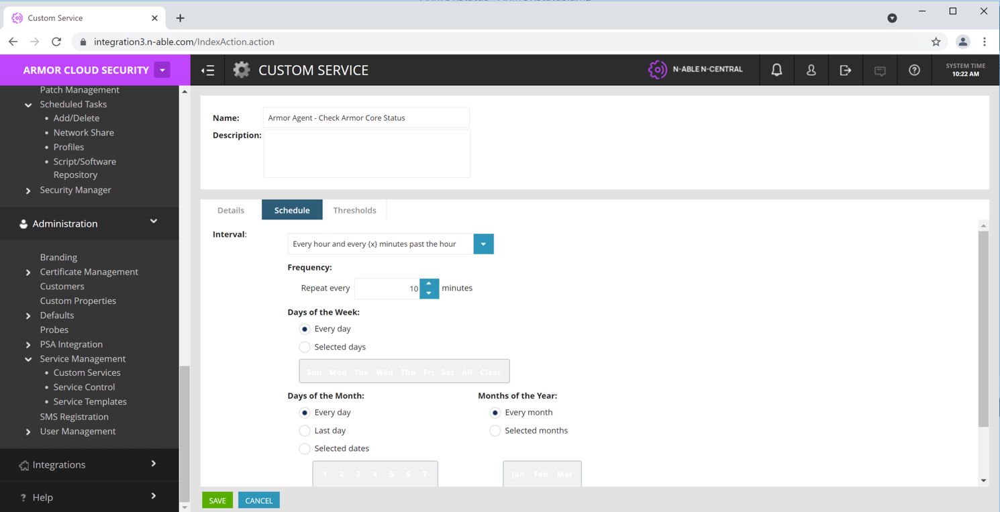 Custom Service
integration3.n-able.com/IndexAction.action
ARMOR CLOUD SECURITY
CUSTOM SERVICE
N-ABLE N-CENTRAL
SYSTEM TIME
10:22 AM
Patch Management
Scheduled Tasks
Add/Delete
Network Share
Profiles
Script/Software
Repository
Security Manager
Administration
Branding
Certificate Management
Customers
Custom Properties
Defaults
Probes
PSA Integration
Service Management
Custom Services
Service Control
Service Templates
SMS Registration
User Management
Integrations
Help
Name: Armor Agent - Check Armor Core Status
Description:
Details Schedule Thresholds
Interval:
Every hour and every {x} minutes past the hour
Frequency:
Repeat every 10 minutes
Days of the Week:
Every day
Selected days
Sun Mon Tue Wed Thu Fri Sat All Clear
Days of the Month: Months of the Year:
Every day Every month
Last day Selected months
Selected dates
1 2 3 4 5 6 7 Jan Feb Mar
SAVE CANCEL